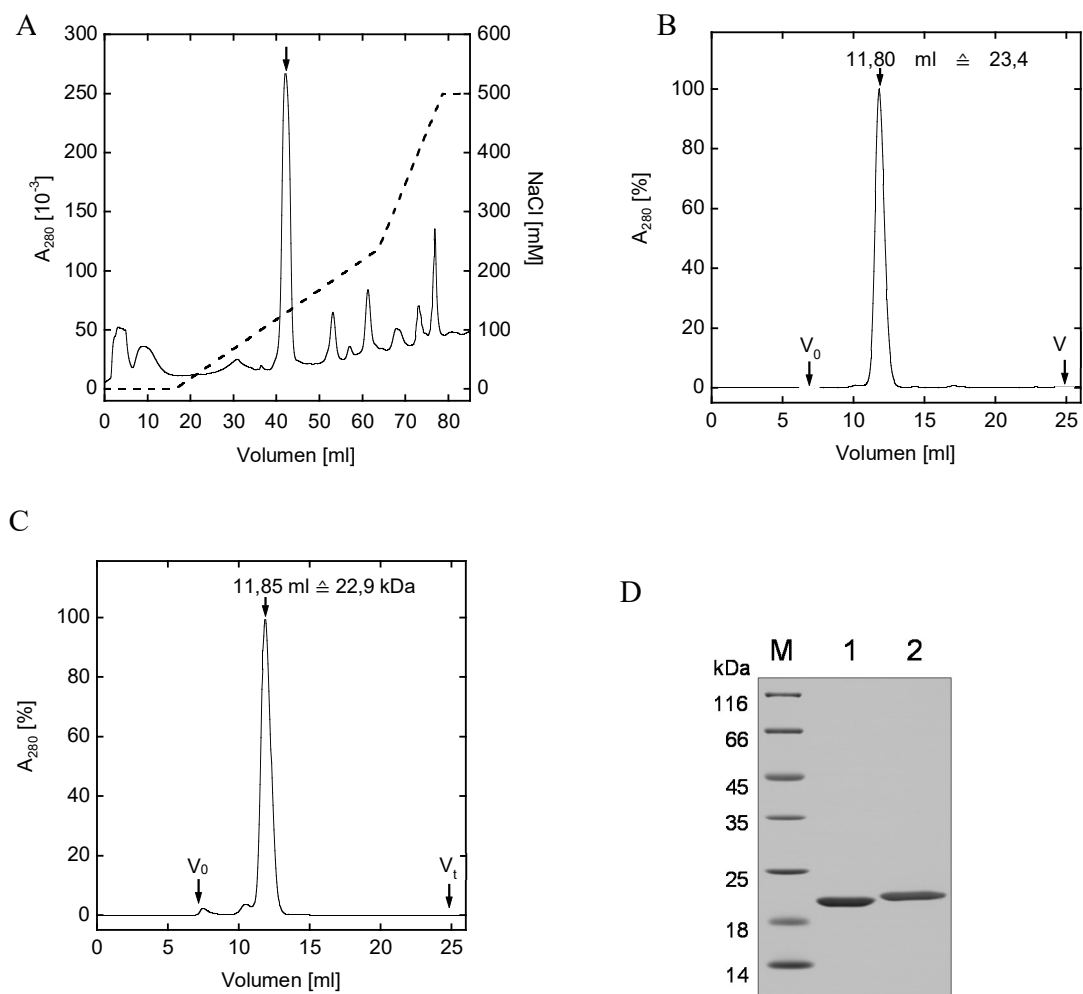 A
300
250
200
150
100
50
0
A280 [10-3]
600
500
400
300
200
100
0
NaCl [mM]
0 10 20 30 40 50 60 70 80
Volumen [ml]
B
11,80 ml ≙ 23,4
100
80
60
40
20
0
A280 [%]
V0
V
0 5 10 15 20 25
Volumen [ml]
C
11,85 ml ≙ 22,9 kDa
100
80
60
40
20
0
A280 [%]
V0
Vt
0 5 10 15 20 25
Volumen [ml]
D
kDa M 1 2
116
66
45
35
25
18
14